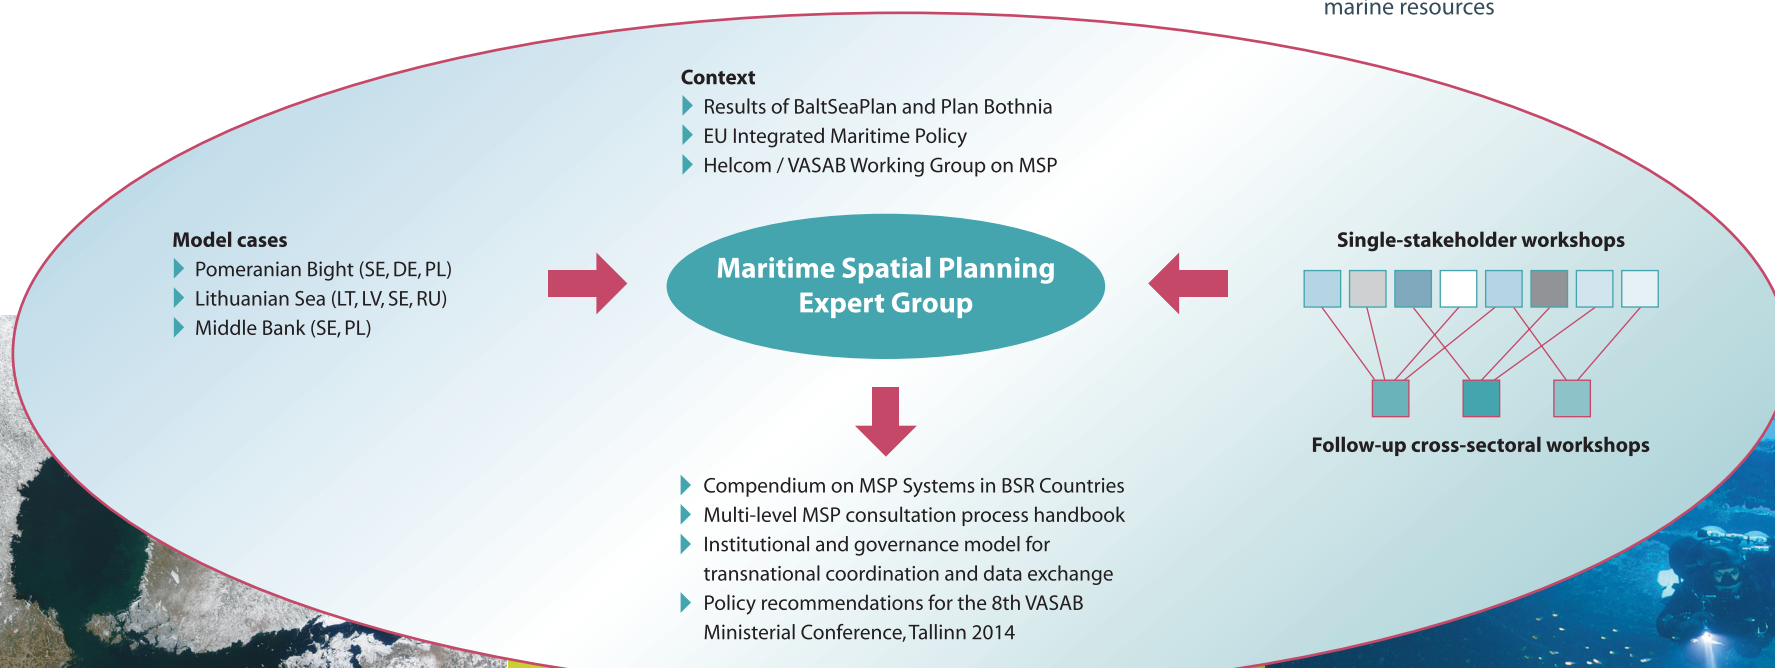 marine resources
Context
Results of BaltSeaPlan and Plan Bothnia
EU Integrated Maritime Policy
Helcom / VASAB Working Group on MSP
Model cases
Pomeranian Bight (SE, DE, PL)
Lithuanian Sea (LT, LV, SE, RU)
Middle Bank (SE, PL)
Maritime Spatial Planning
Expert Group
Single-stakeholder workshops
Follow-up cross-sectoral workshops
Compendium on MSP Systems in BSR Countries
Multi-level MSP consultation process handbook
Institutional and governance model for
transnational coordination and data exchange
Policy recommendations for the 8th VASAB
Ministerial Conference, Tallinn 2014